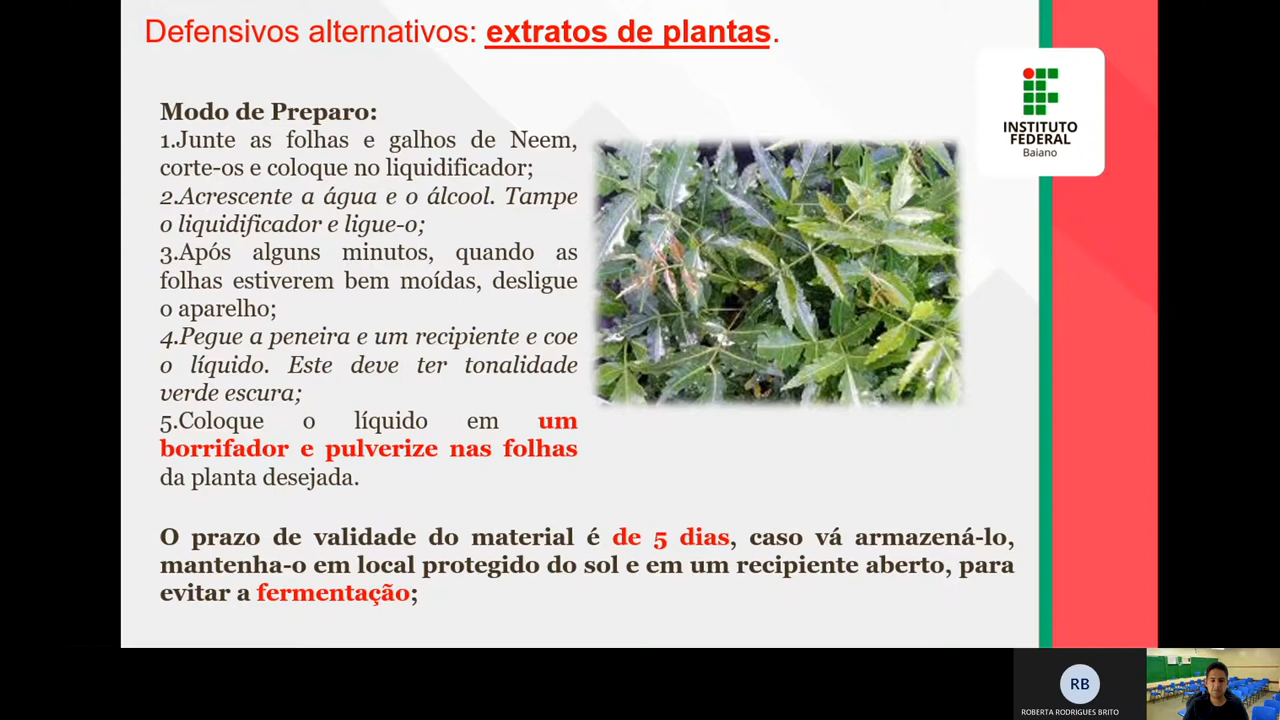 Defensivos alternativos: extratos de plantas.
INSTITUTO
FEDERAL
Baiano
Modo de Preparo:
1.Junte as folhas e galhos de Neem,
corte-os e coloque no liquidificador;
2.Acrescente a água e o álcool. Tampe
o liquidificador e ligue-o;
3.Após alguns minutos, quando as
folhas estiverem bem moídas, desligue
o aparelho;
4.Pegue a peneira e um recipiente e coe
o líquido. Este deve ter tonalidade
verde escura;
5.Coloque o líquido em um
borrifador e pulverize nas folhas
da planta desejada.
O prazo de validade do material é de 5 dias, caso vá armazená-lo,
mantenha-o em local protegido do sol e em um recipiente aberto, para
evitar a fermentação;
RB
ROBERTA RODRIGUES BRITO